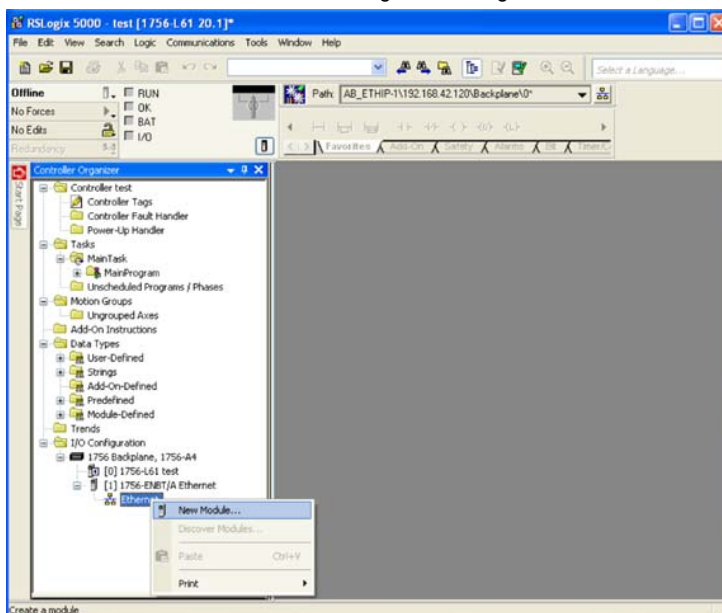 RSLogix 5000 - test [1756-L61 20.1]*
File Edit View Search Logic Communications Tools Window Help
Select a Language...
Offline
RUN
Path: AB_ETHIP-1\192.168.42.120\Backplane\0*
No Forces
OK
No Edits
BAT
Redundancy
I/O
Favorites Add-On Safety Alarms Bit
Start Page
Controller Organizer
Controller test
Controller Tags
Controller Fault Handler
Power-Up Handler
Tasks
MainTask
MainProgram
Unscheduled Programs / Phases
Motion Groups
Ungrouped Axes
Add-On Instructions
Data Types
User-Defined
Strings
Add-On-Defined
Predefined
Module-Defined
Trends
I/O Configuration
1756 Backplane, 1756-A4
[0] 1756-L61 test
[1] 1756-ENBT/A Ethernet
Ethernet
New Module...
Discover Modules...
Paste Ctrl+V
Print
Create a module